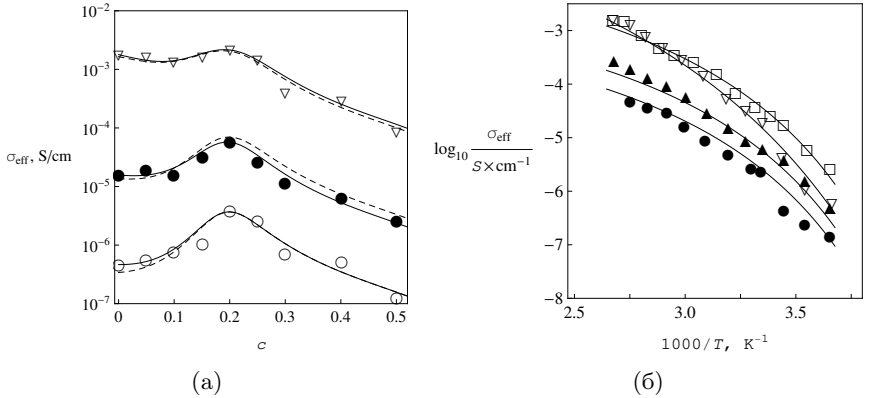 10⁻²
10⁻³
10⁻⁴
10⁻⁵
10⁻⁶
10⁻⁷
σ_eff, S/cm
0 0.1 0.2 0.3 0.4 0.5
c
(а)
-3
-4
-5
-6
-7
-8
log₁₀ σ_eff / S×cm⁻¹
2.5 3.0 3.5
1000/T, K⁻¹
(б)